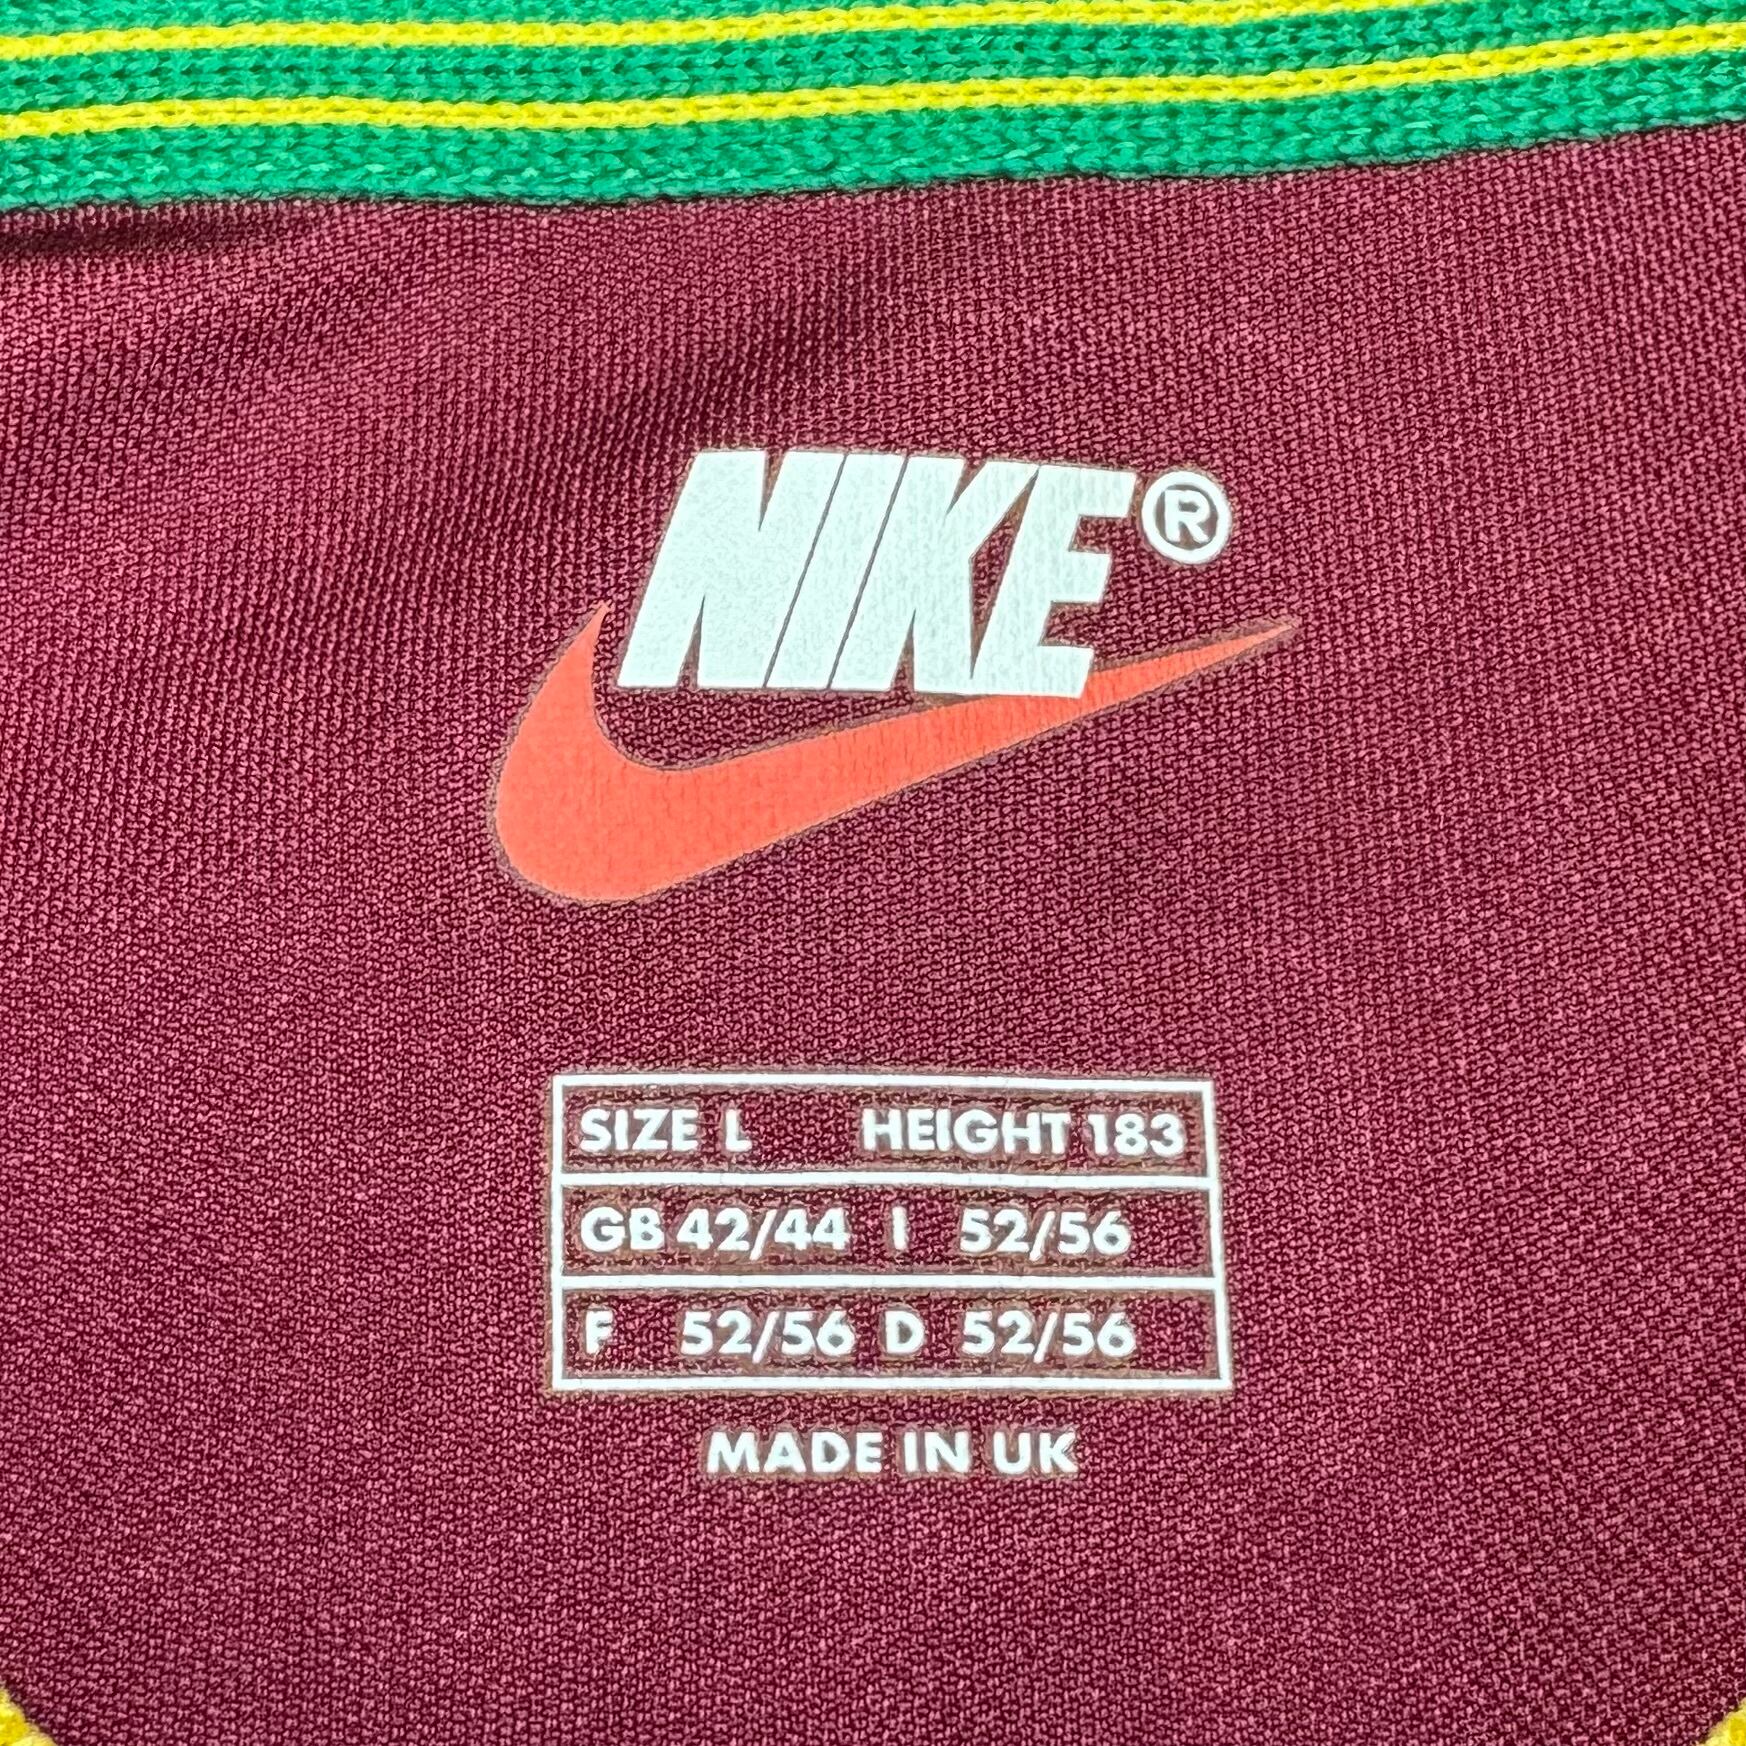 NIKE®
SIZE L HEIGHT 183
GB 42/44 I 52/56
F 52/56 D 52/56
MADE IN UK